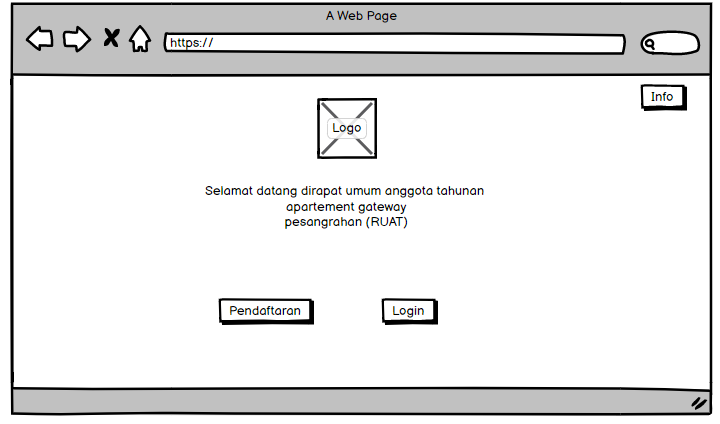 A Web Page
https://
Info
Logo
Selamat datang dirapat umum anggota tahunan
apartement gateway
pesangrahan (RUAT)
Pendaftaran
Login